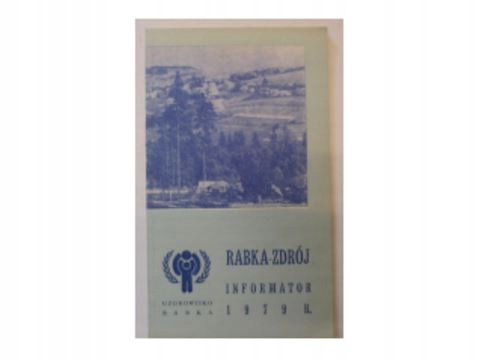 RABKA-ZDRÓJ
INFORMATOR
1979 R.
UZDROWISKO
RABKA